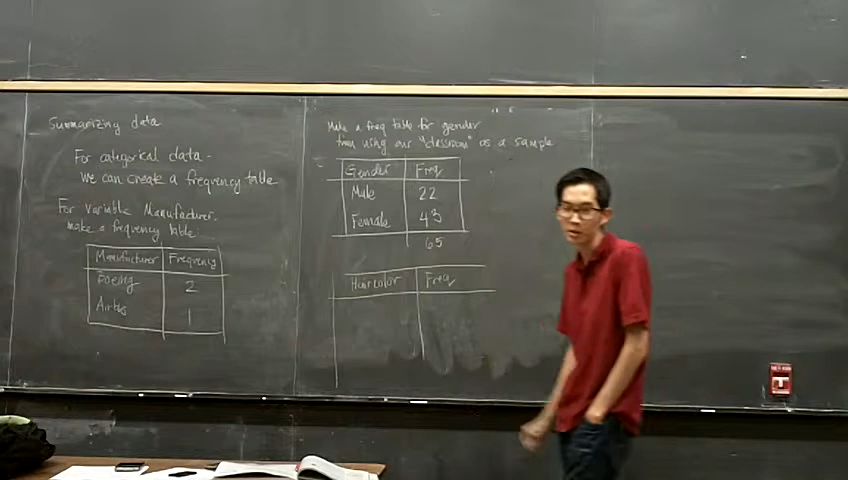 Summarizing data
For categorical data -
We can create a frequency table
For Variable Manufacturer.
make a frequency table:
Manufacturer Frequency
Boeing 2
Airbus 1
Make a freq table for gender
from using our "classroom" as a sample
Gender Freq
Male 22
Female 43
65
Hair color Freq